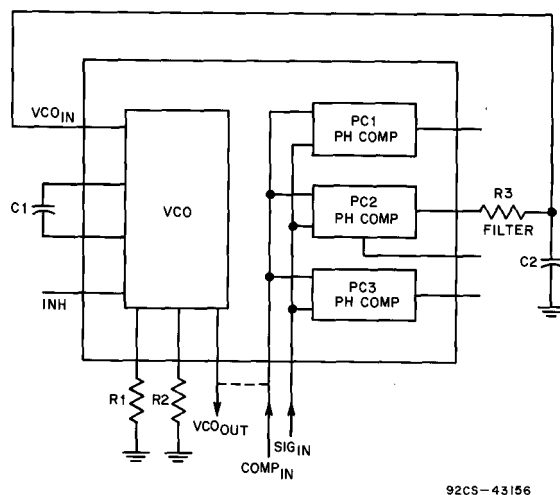 VCOIN
C1
VCO
INH
R1
R2
VCOOUT
COMPIN
SIGIN
PC1
PH COMP
PC2
PH COMP
PC3
PH COMP
R3
FILTER
C2
92CS-43156